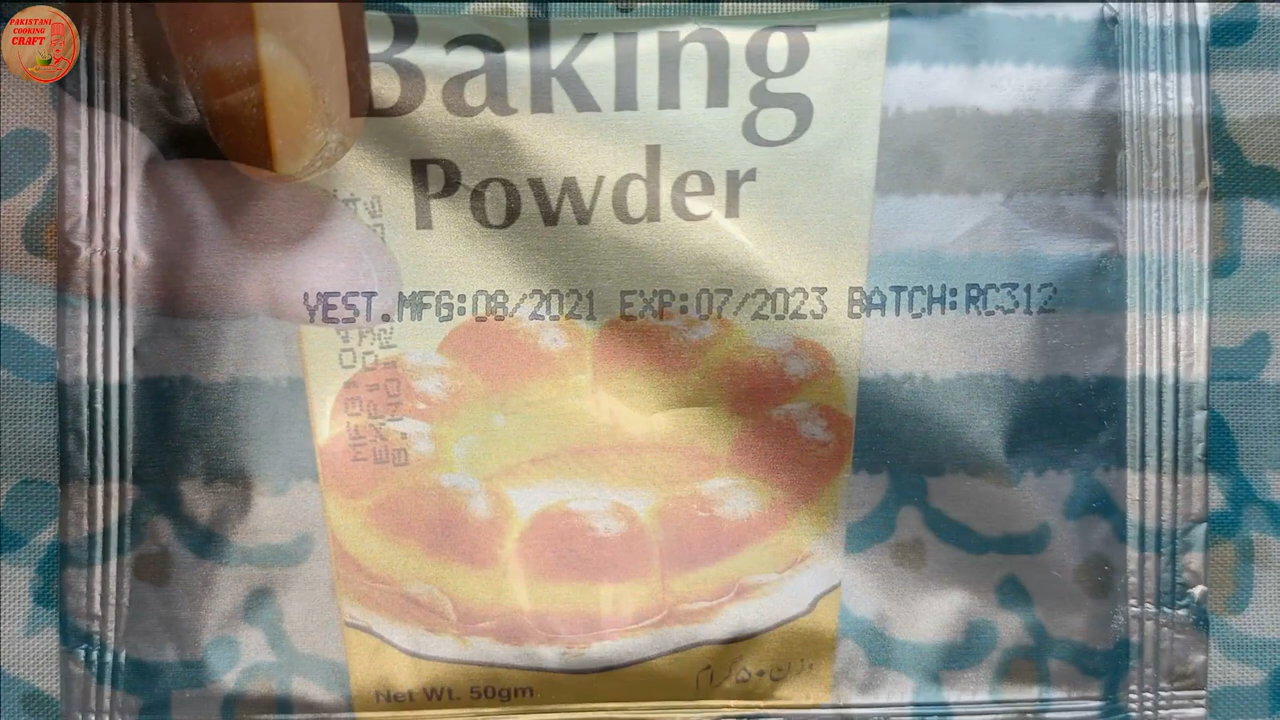 PAKISTANI
COOKING
CRAFT
Baking
Powder
YEST.MFG:08/2021 EXP:07/2023 BATCH:RC312
Net Wt. 50gm
وزن ۵۰ گرام